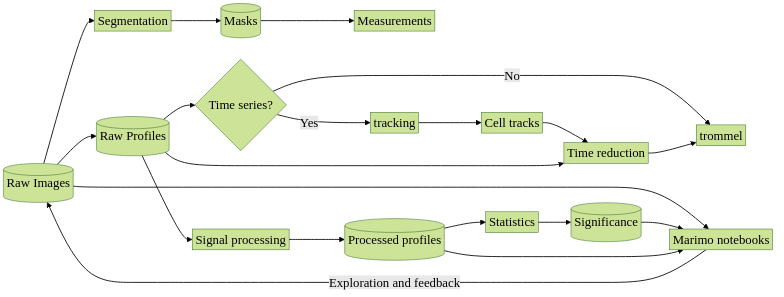 Segmentation
Masks
Measurements
No
Time series?
Raw Profiles
Yes
tracking
Cell tracks
trommel
Time reduction
Raw Images
Statistics
Significance
Signal processing
Processed profiles
Marimo notebooks
Exploration and feedback